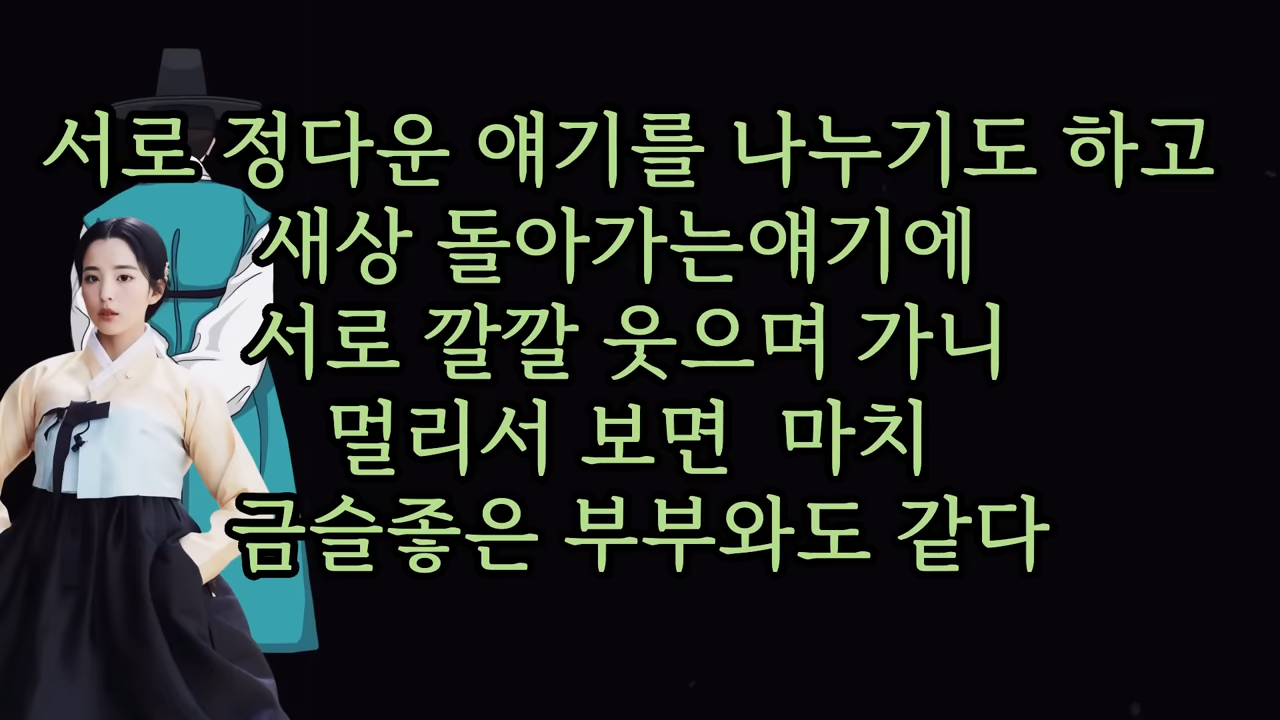 서로 정다운 얘기를 나누기도 하고
새상 돌아가는얘기에
서로 깔깔 웃으며 가니
멀리서 보면 마치
금슬좋은 부부와도 같다